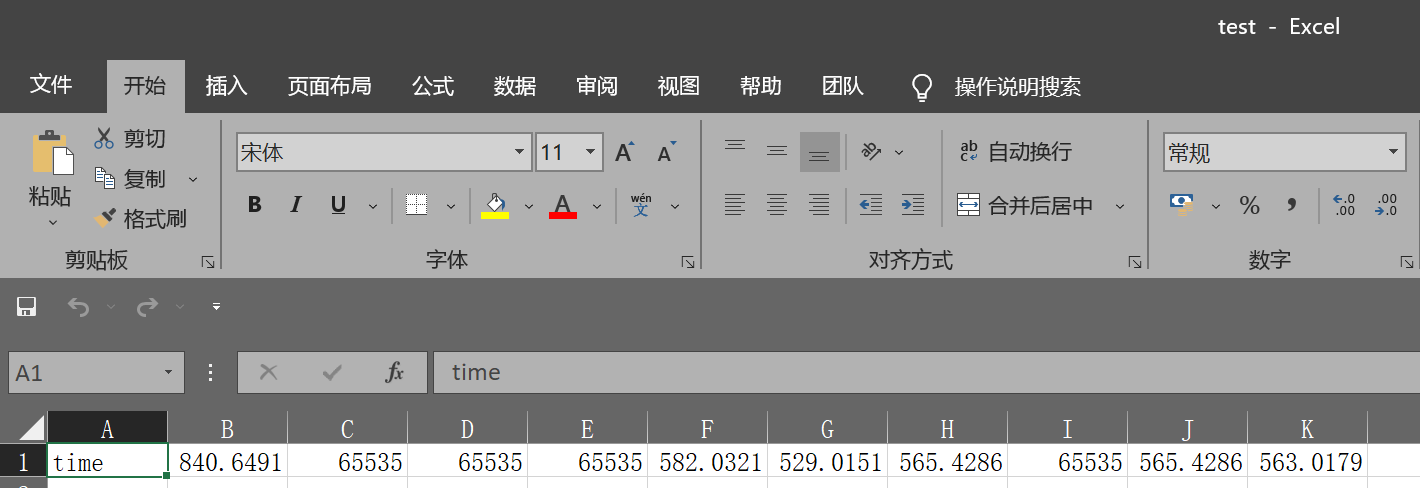 test - Excel
文件 开始 插入 页面布局 公式 数据 审阅 视图 帮助 团队 操作说明搜索
剪切
宋体 11 ab c 自动换行 常规
复制
粘贴
B I U A wén 文 合并后居中 % , .0 .00 .00 .0
格式刷
剪贴板 字体 对齐方式 数字
A1 fx time
A B C D E F G H I J K
1 time 840.6491 65535 65535 65535 582.0321 529.0151 565.4286 65535 565.4286 563.0179